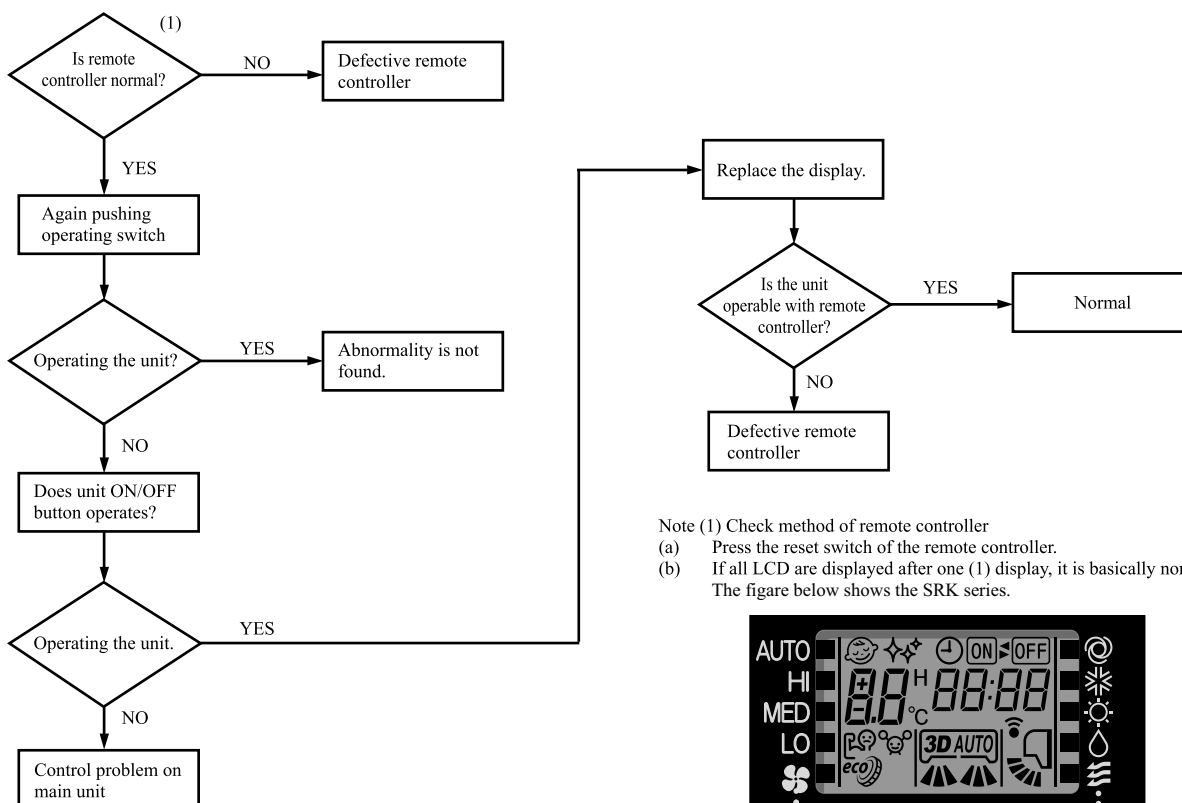 (1)
Is remote
controller normal?
NO
Defective remote
controller
YES
Again pushing
operating switch
Operating the unit?
YES
Abnormality is not
found.
NO
Does unit ON/OFF
button operates?
Operating the unit.
YES
NO
Control problem on
main unit
Replace the display.
Is the unit
operable with remote
controller?
YES
Normal
NO
Defective remote
controller
Note (1) Check method of remote controller
(a) Press the reset switch of the remote controller.
(b) If all LCD are displayed after one (1) display, it is basically
The figare below shows the SRK series.
AUTO
ON OFF
HI
H
88:88
MED
°C
LO
3D AUTO
eco